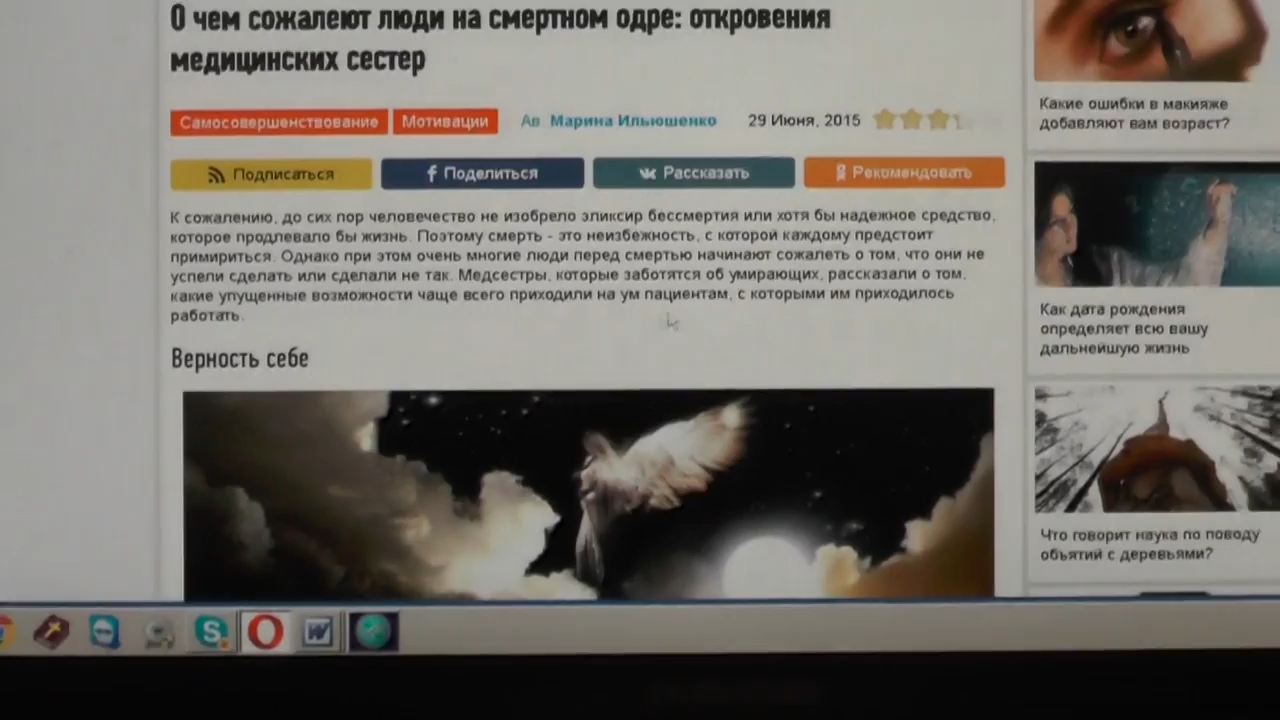 О чем сожалеют люди на смертном одре: откровения
медицинских сестер
Самосовершенствование
Мотивации
Ав. Марина Ильюшенко
29 Июня, 2015
Подписаться
Поделиться
Рассказать
Рекомендовать
К сожалению, до сих пор человечество не изобрело эликсир бессмертия или хотя бы надежное средство,
которое продлевало бы жизнь. Поэтому смерть - это неизбежность, с которой каждому предстоит
примириться. Однако при этом очень многие люди перед смертью начинают сожалеть о том, что они не
успели сделать или сделали не так. Медсестры, которые заботятся об умирающих, рассказали о том,
какие упущенные возможности чаще всего приходили на ум пациентам, с которыми им приходилось
работать.
Верность себе
Какие ошибки в макияже
добавляют вам возраст?
Как дата рождения
определяет всю вашу
дальнейшую жизнь
Что говорит наука по поводу
объятий с деревьями?